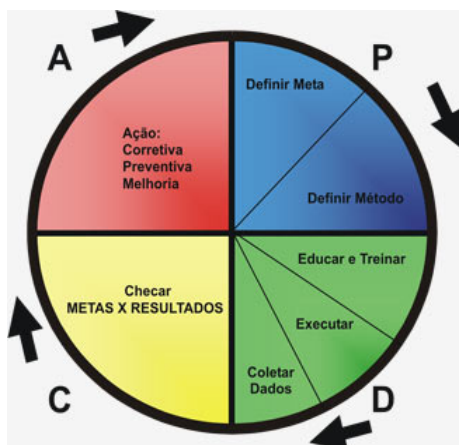 A
P
Definir Meta
Ação:
Corretiva
Preventiva
Melhoria
Definir Método
Educar e Treinar
Checar
METAS X RESULTADOS
Executar
Coletar
Dados
C
D